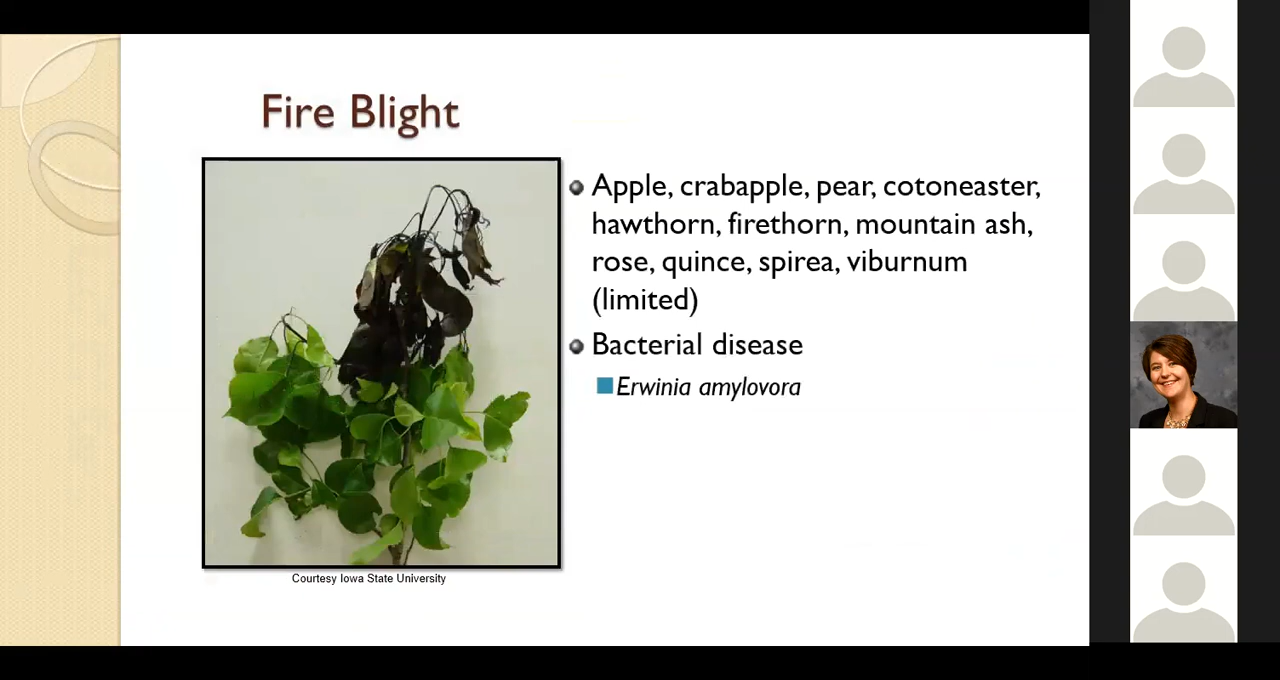 Fire Blight
Apple, crabapple, pear, cotoneaster,
hawthorn, firethorn, mountain ash,
rose, quince, spirea, viburnum
(limited)
Bacterial disease
Erwinia amylovora
Courtesy Iowa State University